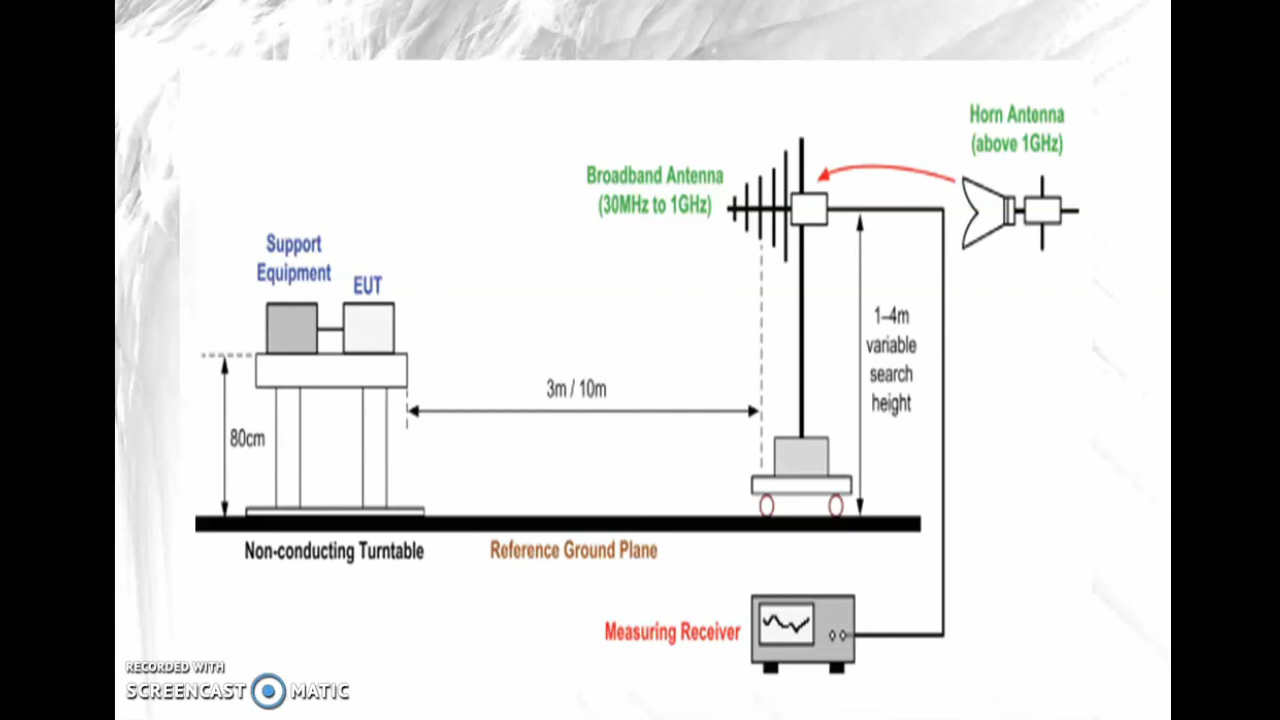 Horn Antenna
(above 1GHz)
Broadband Antenna
(30MHz to 1GHz)
Support
Equipment
EUT
1–4m
variable
search
height
3m / 10m
80cm
Non-conducting Turntable
Reference Ground Plane
Measuring Receiver
RECORDED WITH
SCREENCAST MATIC